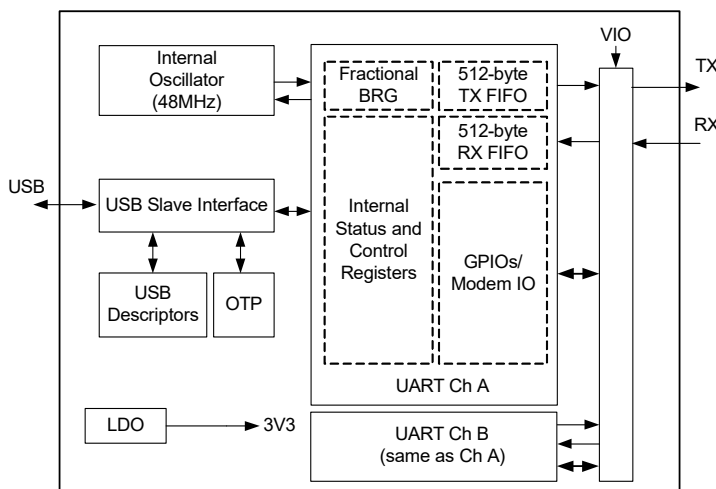 VIO
Internal
Oscillator
(48MHz)
Fractional
BRG
512-byte
TX FIFO
TX
512-byte
RX FIFO
RX
USB
USB Slave Interface
Internal
Status and
Control
Registers
GPIOs/
Modem IO
USB
Descriptors
OTP
UART Ch A
LDO
3V3
UART Ch B
(same as Ch A)